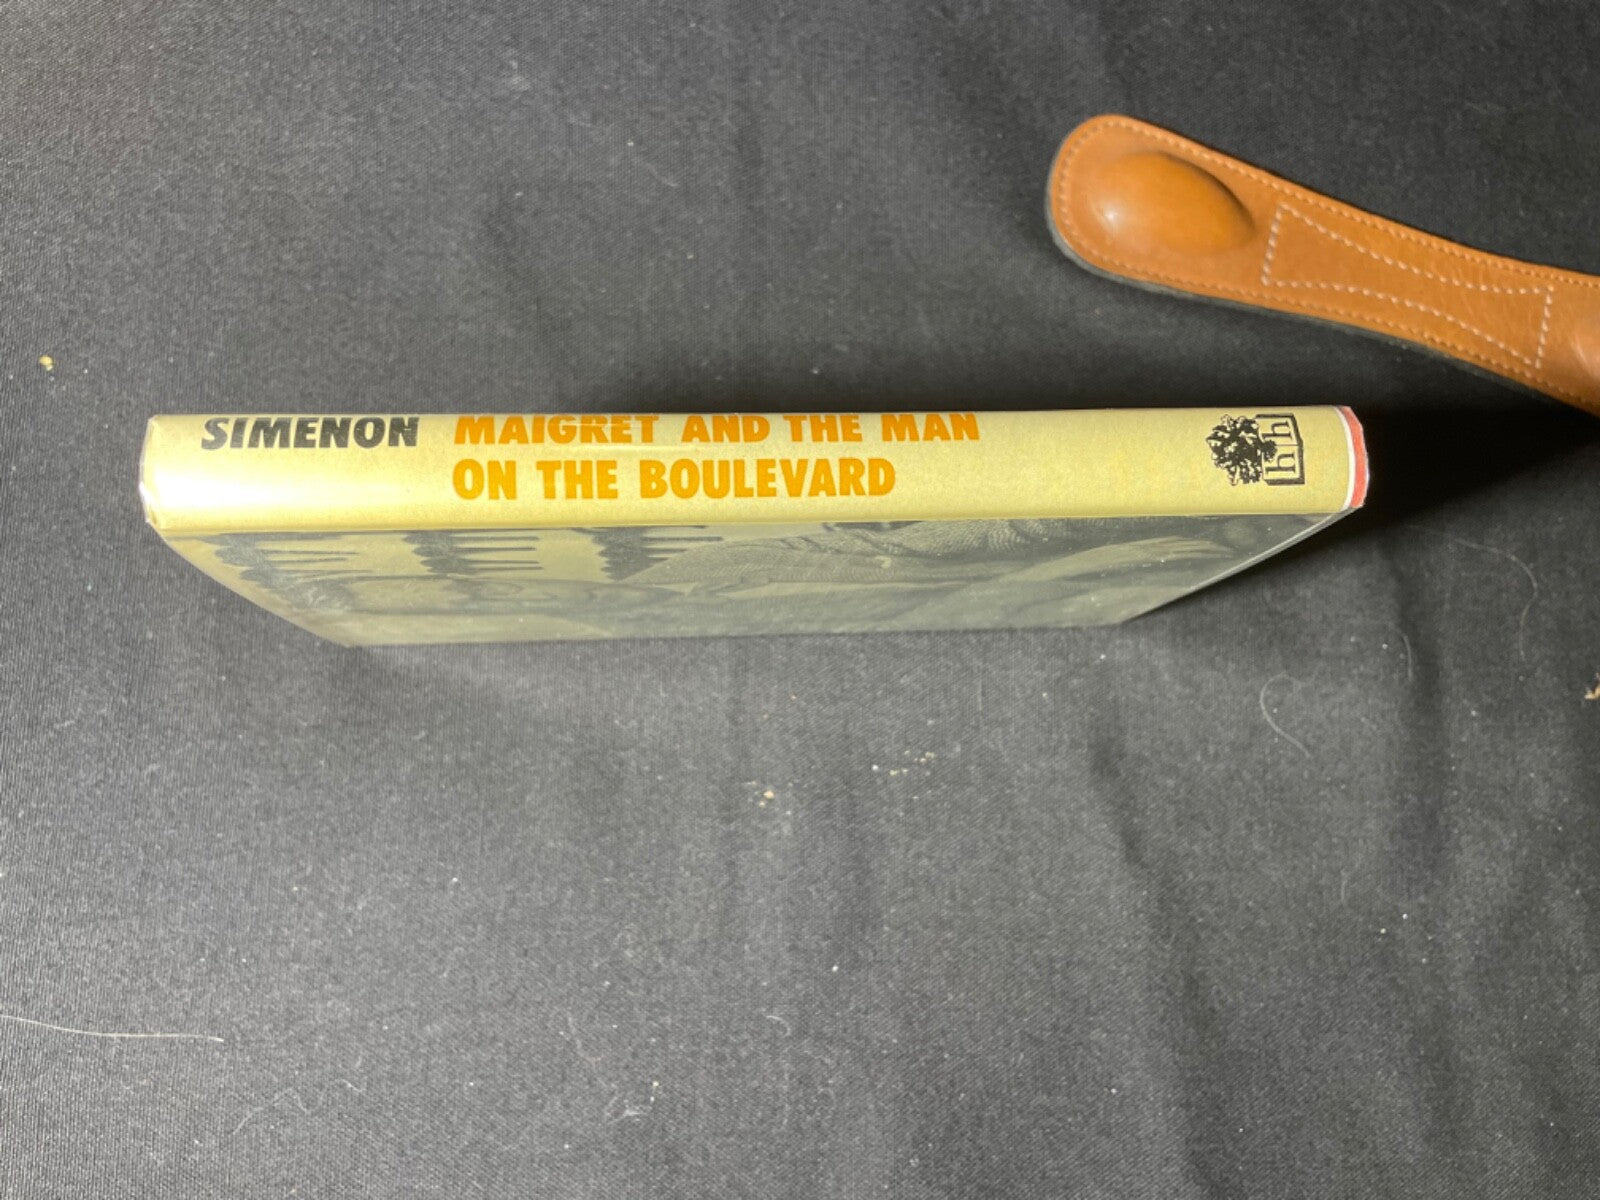 SIMENON MAIGRET AND THE MAN
ON THE BOULEVARD
hh